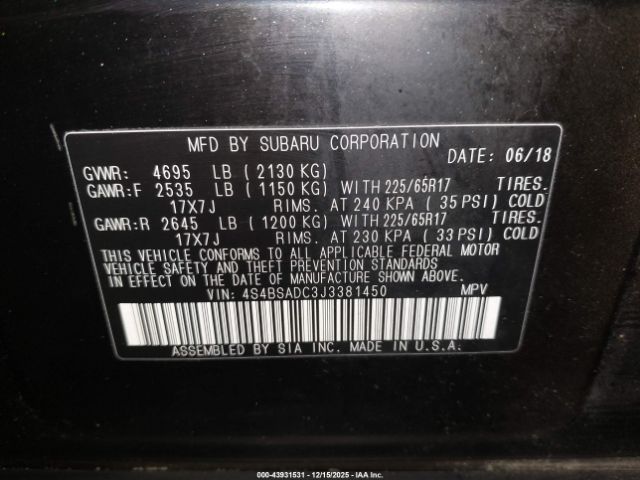 MFD BY SUBARU CORPORATION
DATE: 06/18
GVWR: 4695 LB (2130 KG)
GAWR:F 2535 LB (1150 KG) WITH 225/65R17 TIRES.
17X7J RIMS. AT 240 KPA (35 PSI) COLD
GAWR:R 2645 LB (1200 KG) WITH 225/65R17 TIRES.
17X7J RIMS. AT 230 KPA (33 PSI) COLD
THIS VEHICLE CONFORMS TO ALL APPLICABLE FEDERAL MOTOR
VEHICLE SAFETY AND THEFT PREVENTION STANDARDS
IN EFFECT ON THE DATE OF MANUFACTURE SHOWN ABOVE.
VIN: 4S4BSADC3J3381450 MPV
ASSEMBLED BY SIA INC. MADE IN U.S.A.
000-43931531 - 12/15/2025 - IAA, Inc.